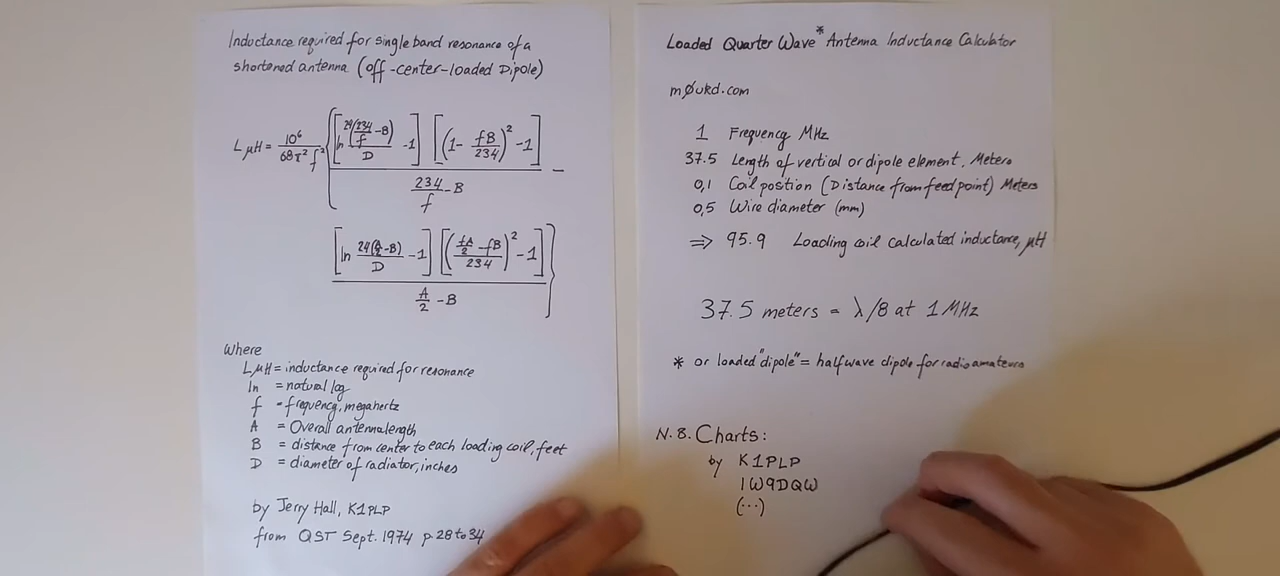 Inductance required for single band resonance of a
shortened antenna (off-center-loaded Dipole)
LμH = 10⁶ / 68π² f² { [ln 24(234/f - B) / D - 1] [(1 - fB/234)² - 1] / (234/f - B) -
[ln 24(A/2 - B) / D - 1] [((fA/2 - fB) / 234)² - 1] / (A/2 - B) }
Where
LμH = inductance required for resonance
ln = natural log
f = frequency, megahertz
A = Overall antennalength
B = distance from center to each loading coil, feet
D = diameter of radiator, inches
by Jerry Hall, K1PLP
from QST Sept. 1974 p. 28 to 34
Loaded Quarter Wave* Antenna Inductance Calculator
mØukd.com
1 Frequency MHz
37.5 Length of vertical or dipole element. Meters
0,1 Coil position (Distance from feed point) Meters
0,5 Wire diameter (mm)
⇒ 95.9 Loading coil calculated inductance, μH
37.5 meters = λ/8 at 1 MHz
* or loaded "dipole" = halfwave dipole for radioamateurs
N.B. Charts:
by K1PLP
IW9DQW
(...)